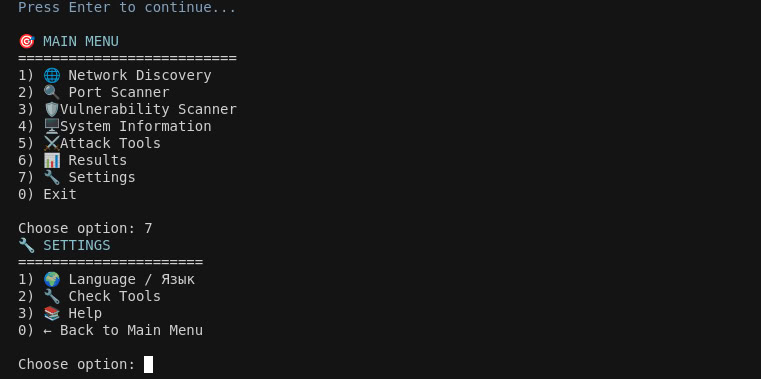 Press Enter to continue...
🎯 MAIN MENU
==========================
1) 🌐 Network Discovery
2) 🔍 Port Scanner
3) 🛡️Vulnerability Scanner
4) 🖥️System Information
5) ⚔️Attack Tools
6) 📊 Results
7) 🔧 Settings
0) Exit
Choose option: 7
🔧 SETTINGS
======================
1) 🌍 Language / Язык
2) 🔧 Check Tools
3) 📚 Help
0) ← Back to Main Menu
Choose option: